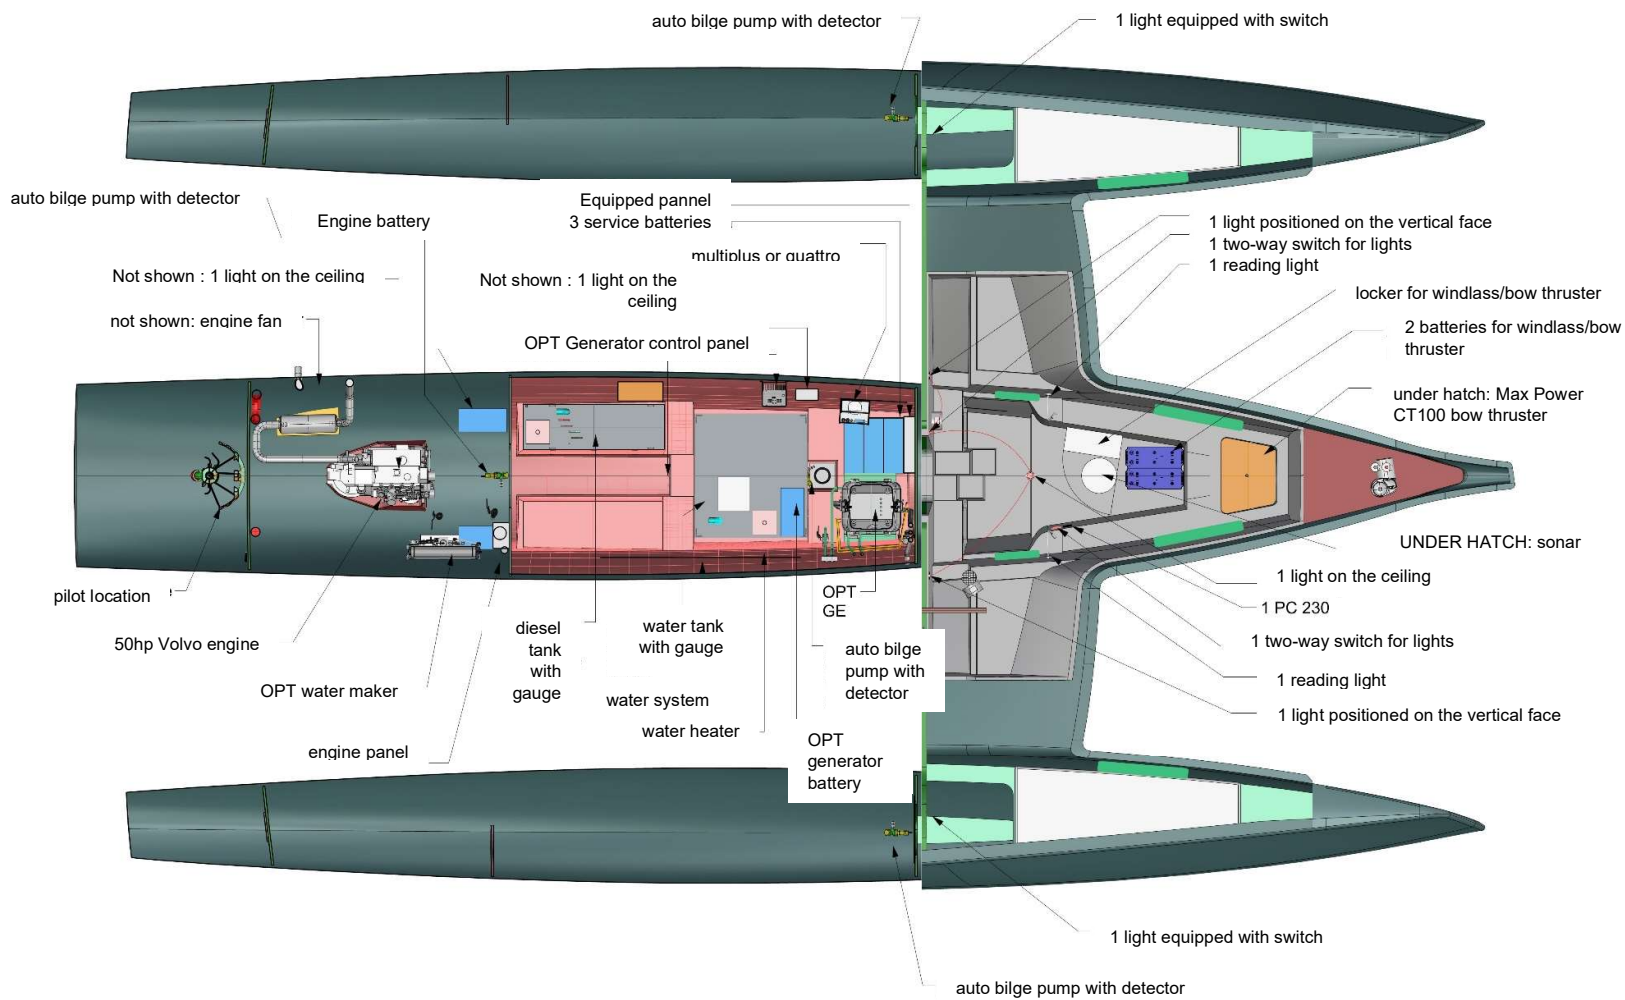 auto bilge pump with detector
1 light equipped with switch
auto bilge pump with detector
Engine battery
Equipped pannel
3 service batteries
multiplus or quattro
Not shown : 1 light on the ceiling
Not shown : 1 light on the
ceiling
not shown: engine fan
OPT Generator control panel
1 light positioned on the vertical face
1 two-way switch for lights
1 reading light
locker for windlass/bow thruster
2 batteries for windlass/bow
thruster
under hatch: Max Power
CT100 bow thruster
UNDER HATCH: sonar
1 light on the ceiling
1 PC 230
1 two-way switch for lights
1 reading light
1 light positioned on the vertical face
pilot location
50hp Volvo engine
OPT water maker
engine panel
diesel
tank
with
gauge
water tank
with gauge
water system
water heater
OPT
GE
auto bilge
pump with
detector
OPT
generator
battery
1 light equipped with switch
auto bilge pump with detector